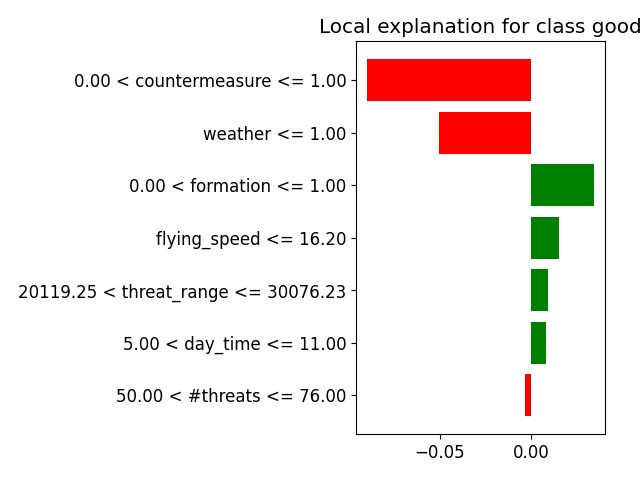 Local explanation for class good
0.00 < countermeasure <= 1.00
weather <= 1.00
0.00 < formation <= 1.00
flying_speed <= 16.20
20119.25 < threat_range <= 30076.23
5.00 < day_time <= 11.00
50.00 < #threats <= 76.00
−0.05 0.00